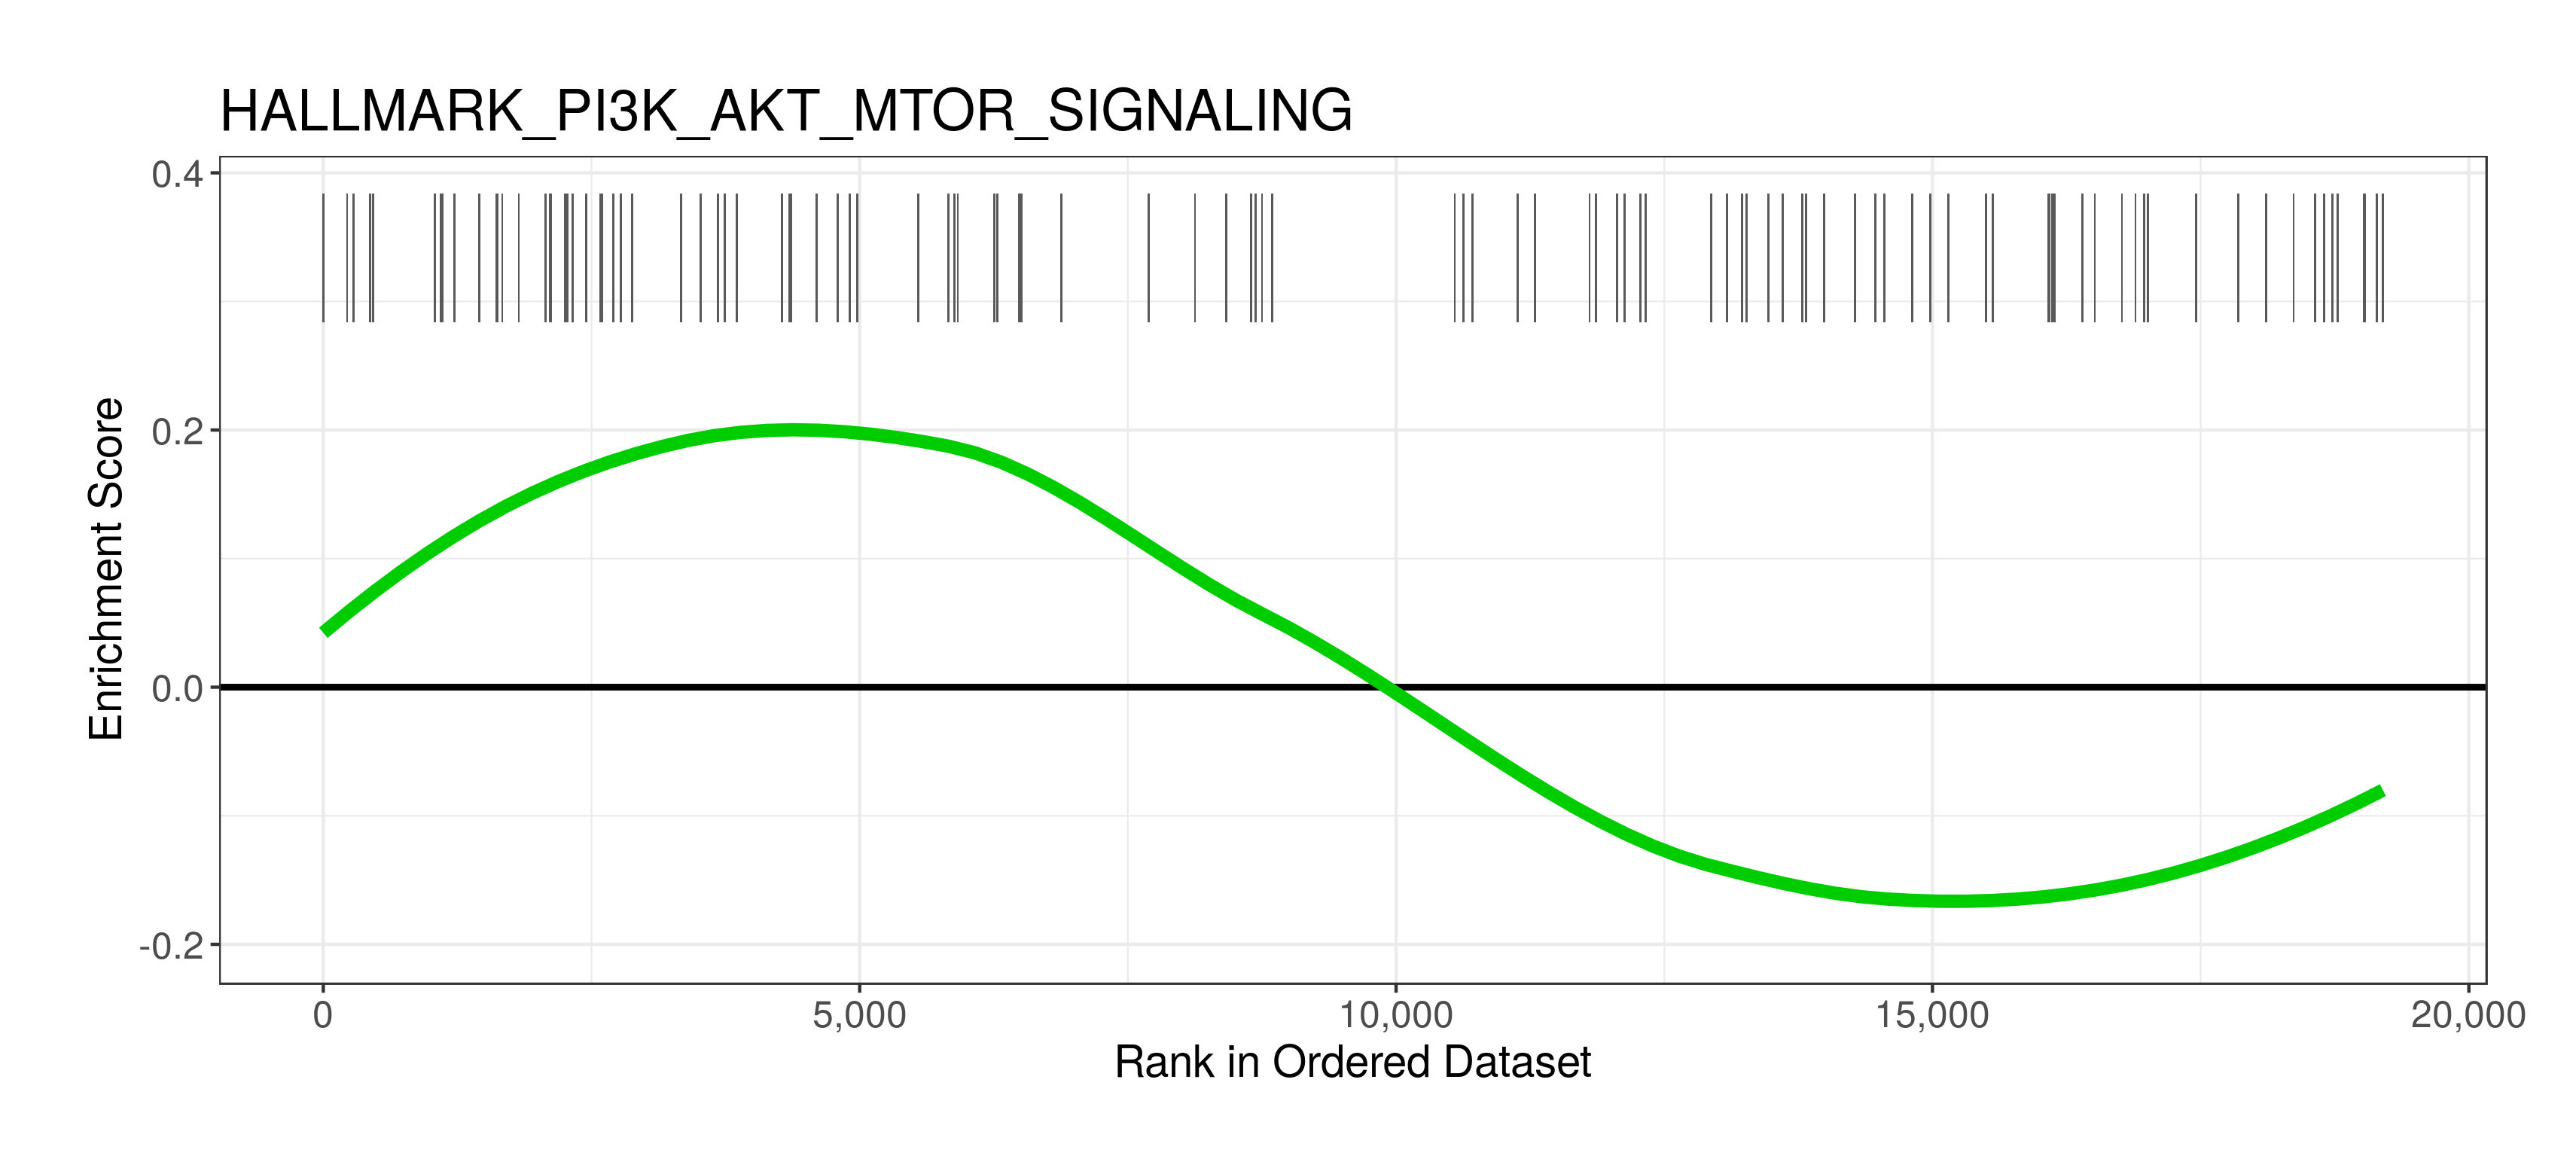 HALLMARK_PI3K_AKT_MTOR_SIGNALING
0.4
0.2
0.0
-0.2
Enrichment Score
0 5,000 10,000 15,000 20,000
Rank in Ordered Dataset